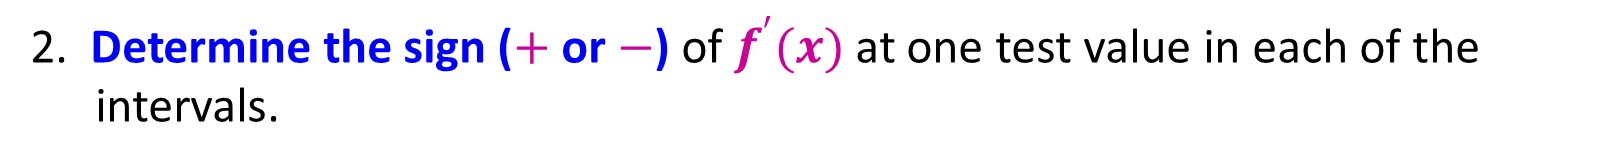 2. Determine the sign (+ or −) of f′(x) at one test value in each of the
intervals.